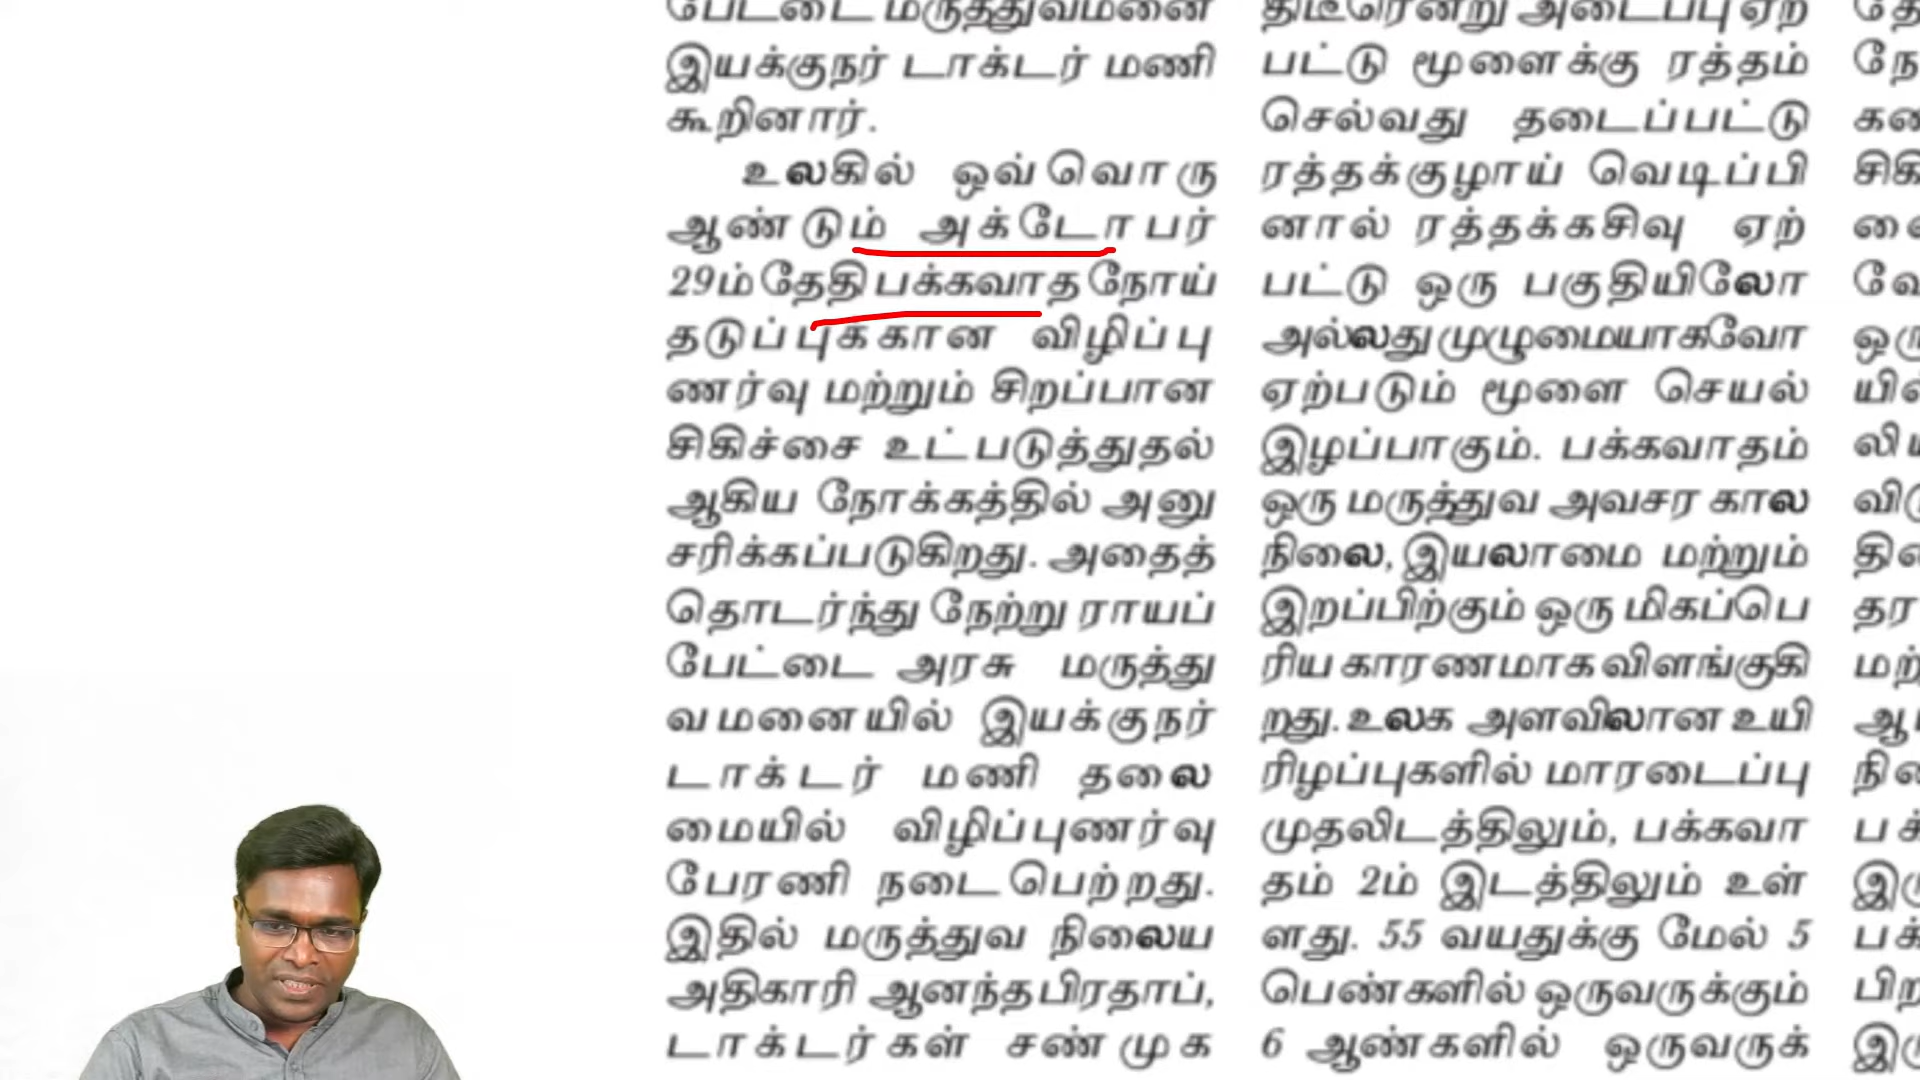 பேட்டை மருத்துவமனை
இயக்குநர் டாக்டர் மணி
கூறினார்.
உலகில் ஒவ்வொரு
ஆண்டும் அக்டோபர்
29ம் தேதி பக்கவாத நோய்
தடுப்புக்கான விழிப்பு
ணர்வு மற்றும் சிறப்பான
சிகிச்சை உட்படுத்துதல்
ஆகிய நோக்கத்தில் அனு
சரிக்கப்படுகிறது. அதைத்
தொடர்ந்து நேற்று ராயப்
பேட்டை அரசு மருத்து
வமனையில் இயக்குநர்
டாக்டர் மணி தலை
மையில் விழிப்புணர்வு
பேரணி நடைபெற்றது.
இதில் மருத்துவ நிலைய
அதிகாரி ஆனந்தபிரதாப்,
டாக்டர்கள் சண்முக
திடீரென்று அடைப்பு ஏற்
பட்டு மூளைக்கு ரத்தம்
செல்வது தடைப்பட்டு
ரத்தக்குழாய் வெடிப்பி
னால் ரத்தக்கசிவு ஏற்
பட்டு ஒரு பகுதியிலோ
அல்லது முழுமையாகவோ
ஏற்படும் மூளை செயல்
இழப்பாகும். பக்கவாதம்
ஒரு மருத்துவ அவசர கால
நிலை, இயலாமை மற்றும்
இறப்பிற்கும் ஒரு மிகப்பெ
ரிய காரணமாக விளங்குகி
றது. உலக அளவிலான உயி
ரிழப்புகளில் மாரடைப்பு
முதலிடத்திலும், பக்கவா
தம் 2ம் இடத்திலும் உள்
ளது. 55 வயதுக்கு மேல் 5
பெண்களில் ஒருவருக்கும்
6 ஆண்களில் ஒருவருக்